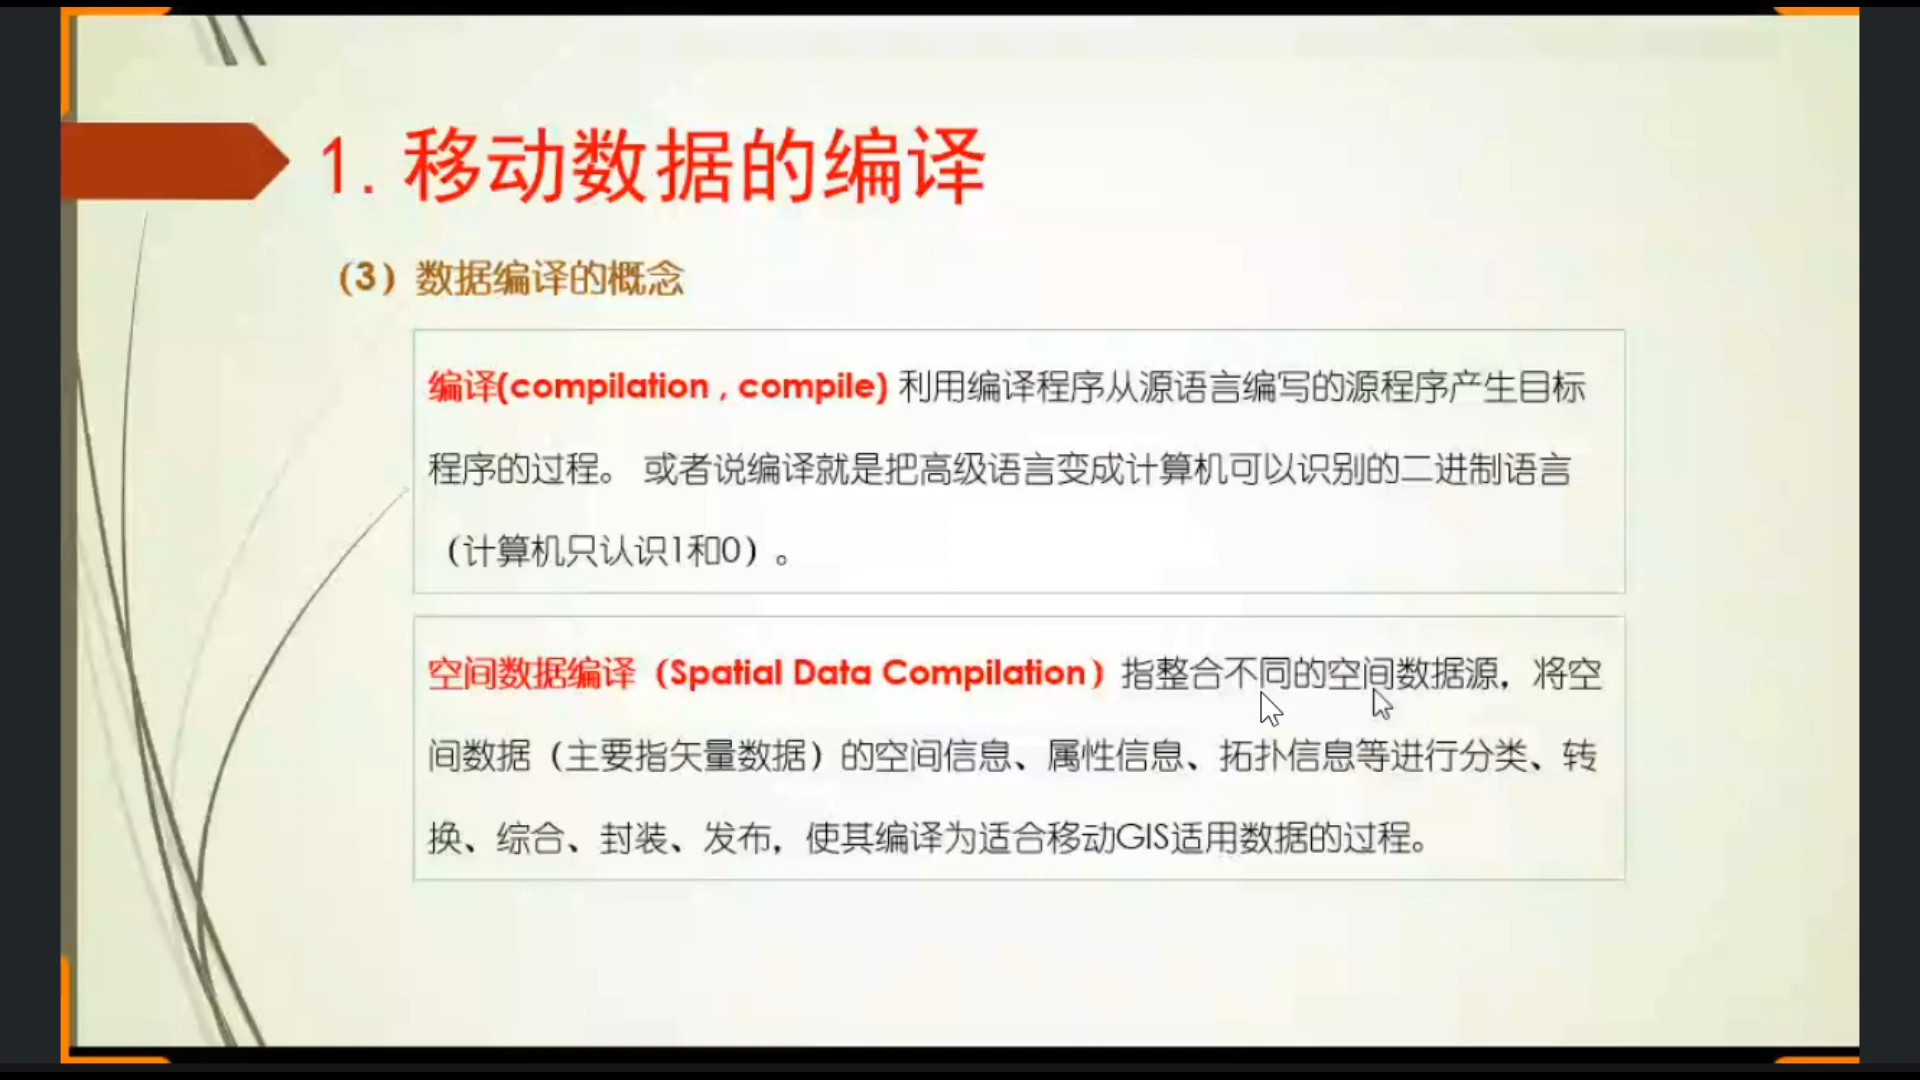 1. 移动数据的编译
（3）数据编译的概念
编译(compilation , compile) 利用编译程序从源语言编写的源程序产生目标
程序的过程。 或者说编译就是把高级语言变成计算机可以识别的二进制语言
（计算机只认识1和0）。
空间数据编译（Spatial Data Compilation）指整合不同的空间数据源，将空
间数据（主要指矢量数据）的空间信息、属性信息、拓扑信息等进行分类、转
换、综合、封装、发布，使其编译为适合移动GIS适用数据的过程。